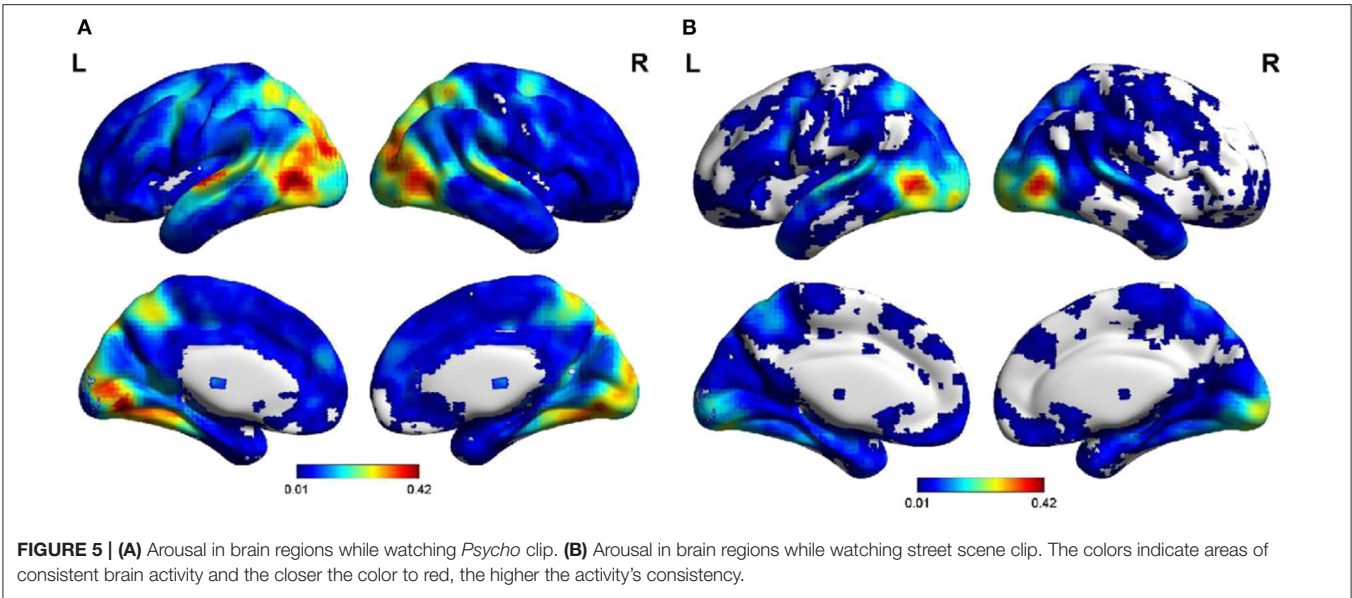 A
B
L
R
L
R
0.01
0.42
0.01
0.42
FIGURE 5 | (A) Arousal in brain regions while watching Psycho clip. (B) Arousal in brain regions while watching street scene clip. The colors indicate areas of
consistent brain activity and the closer the color to red, the higher the activity's consistency.